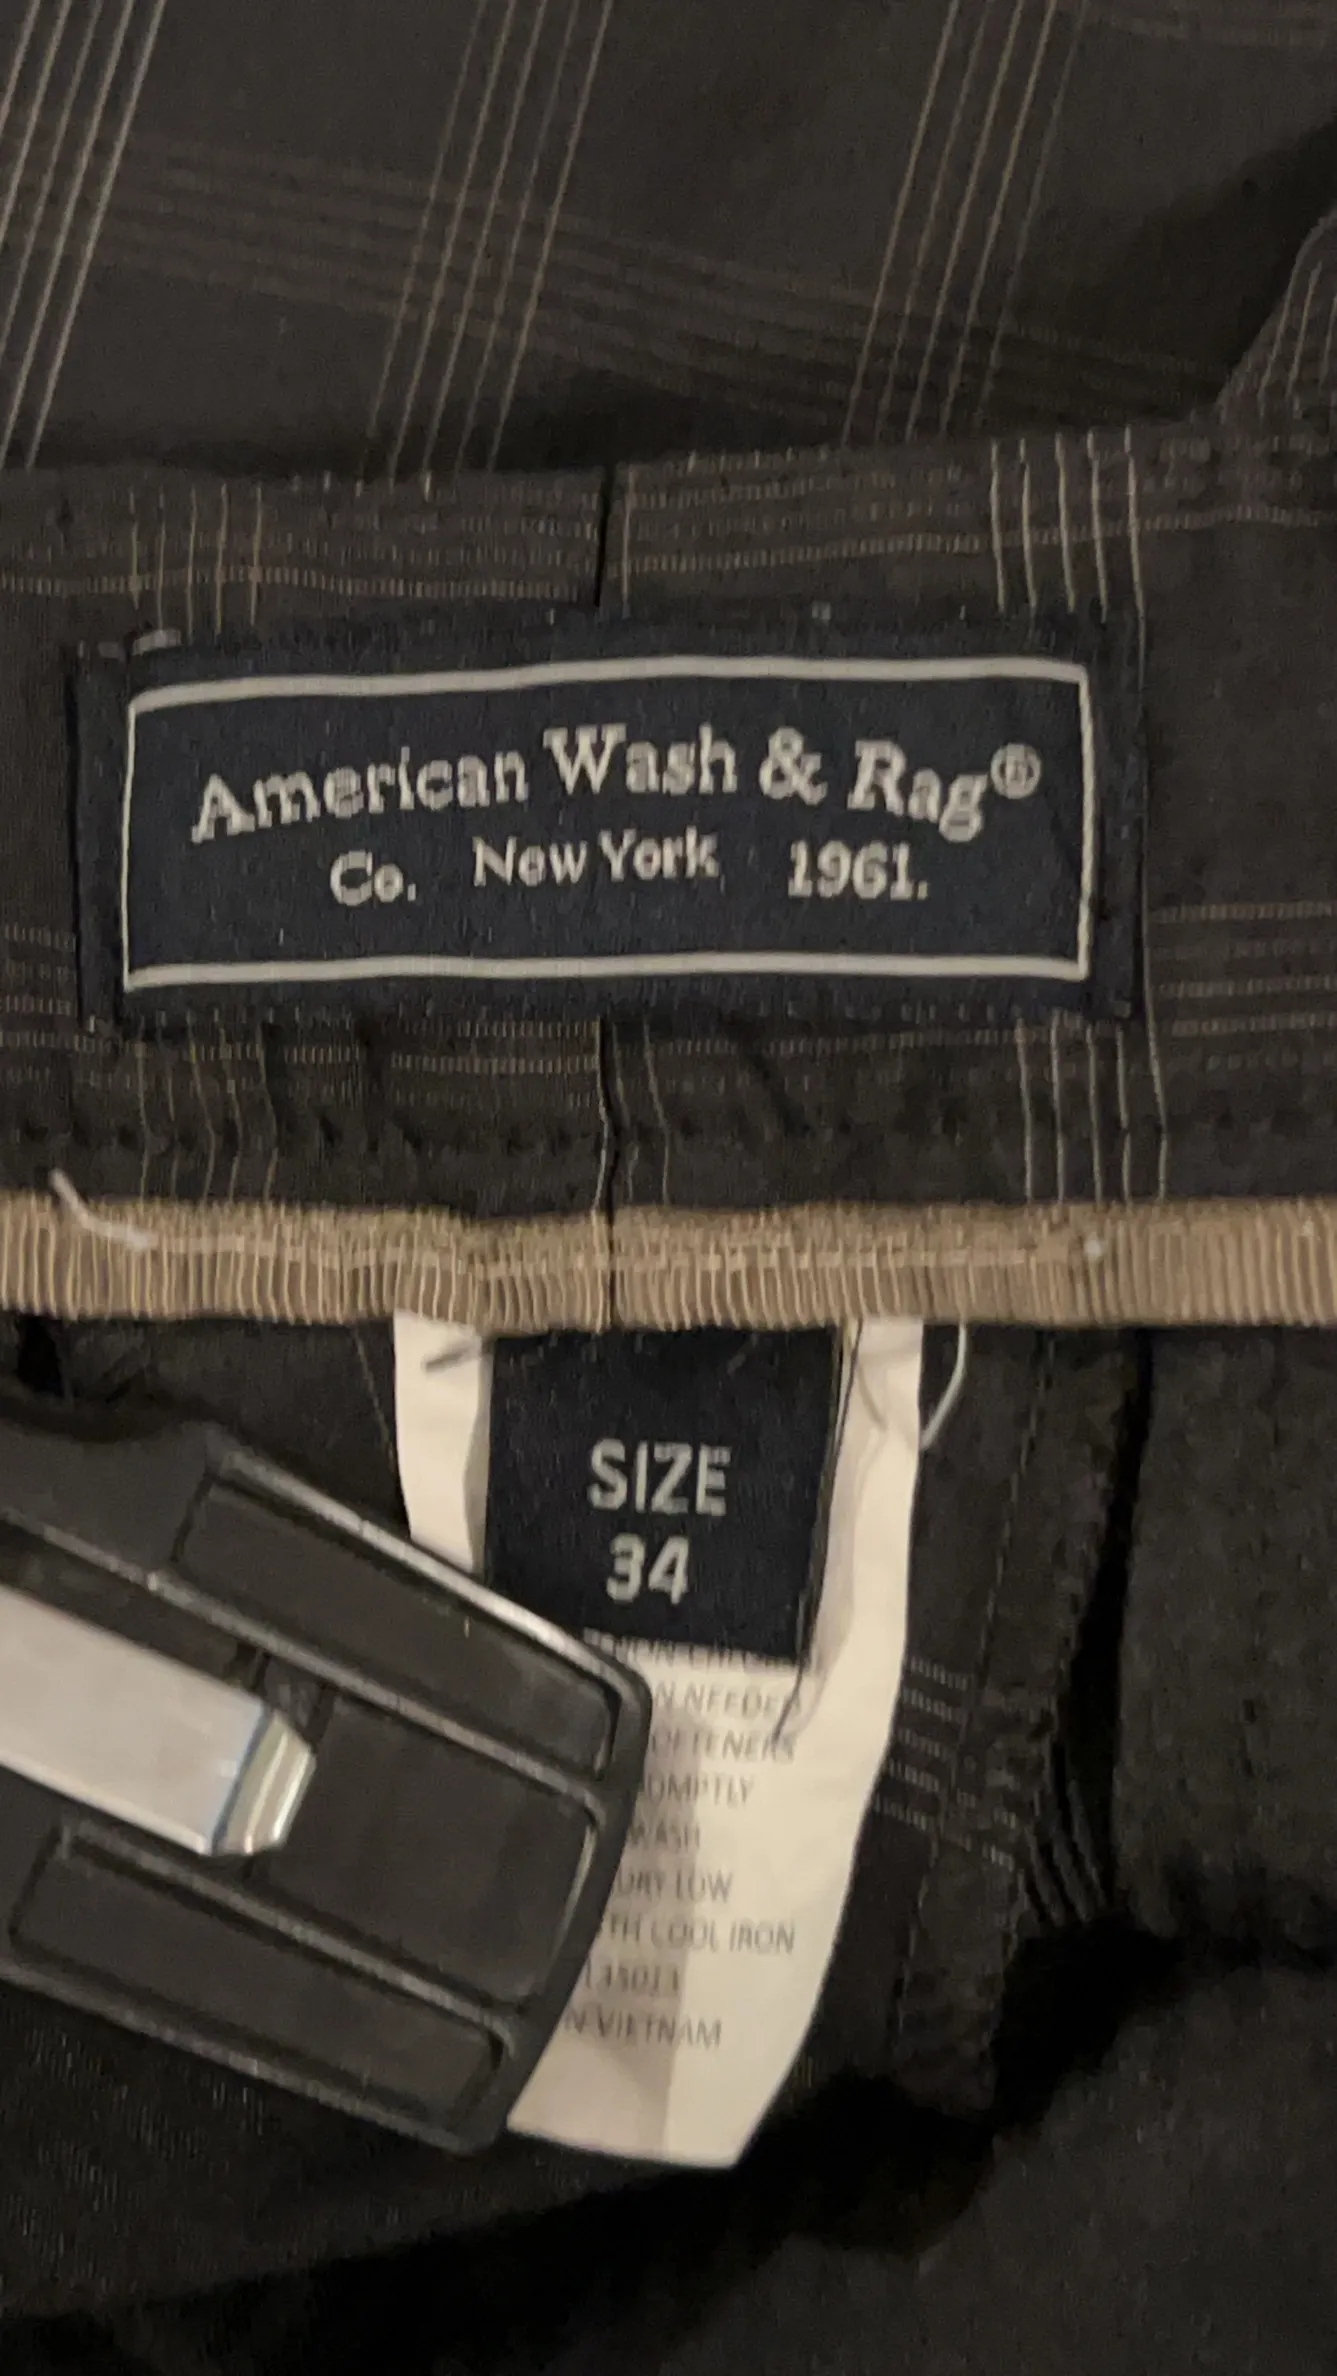 American Wash & Rag®
Co. New York 1961.
SIZE
34
N NEEDED
OFTENERS
OMPTLY
WASH
DRY LOW
TH COOL IRON
135023
N VIETNAM